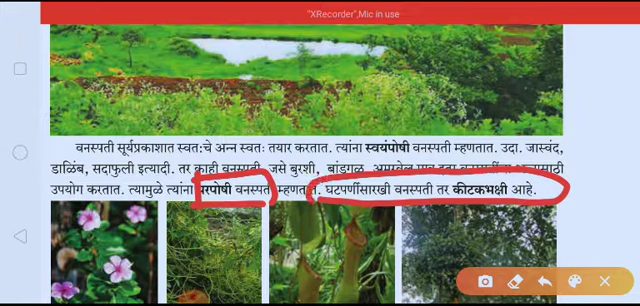 "XRecorder",Mic in use
वनस्पती सूर्यप्रकाशात स्वतःचे अन्न स्वतः तयार करतात. त्यांना स्वयंपोषी वनस्पती म्हणतात. उदा. जास्वंद,
डाळिंब, सदाफुली इत्यादी. तर काही वनस्पती जसे बुरशी, बांडगूळ,
उपयोग करतात. त्यामुळे त्यांना परपोषी वनस्पती म्हणतात. घटपर्णीसारखी वनस्पती तर कीटकभक्षी आहे.